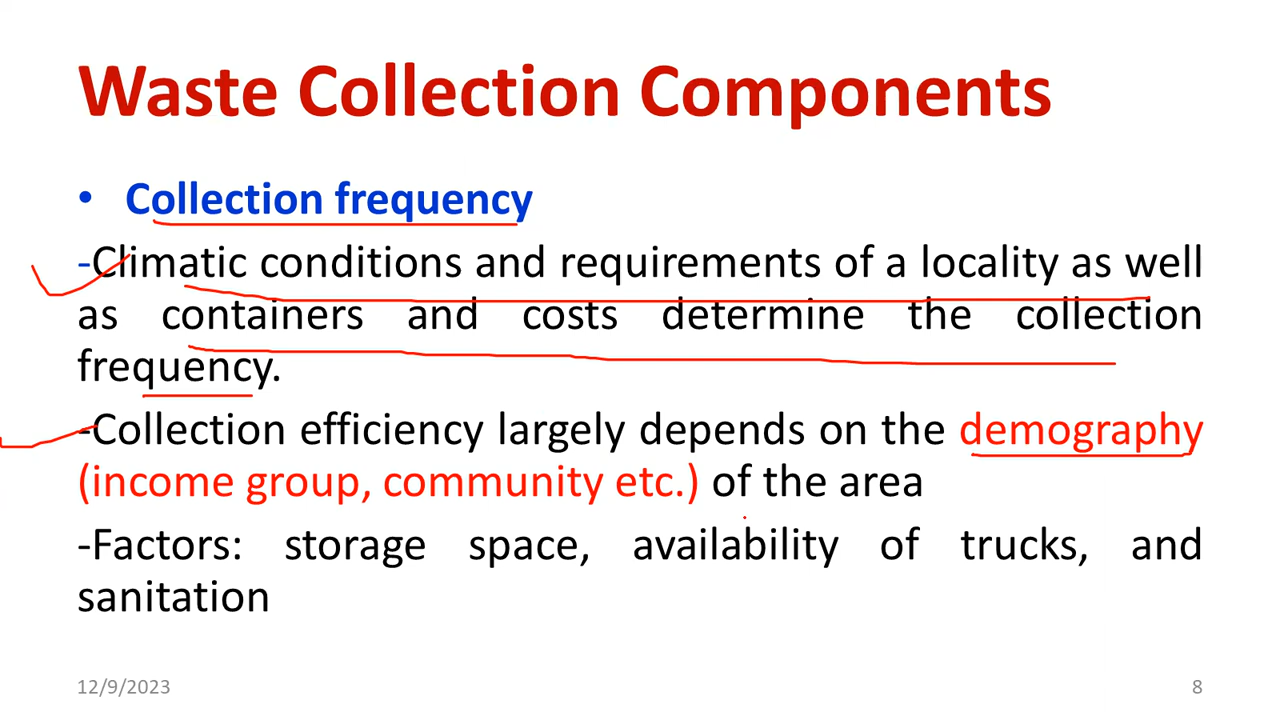 Waste Collection Components
• Collection frequency
-Climatic conditions and requirements of a locality as well
as containers and costs determine the collection
frequency.
-Collection efficiency largely depends on the demography
(income group, community etc.) of the area
-Factors: storage space, availability of trucks, and
sanitation
12/9/2023
8